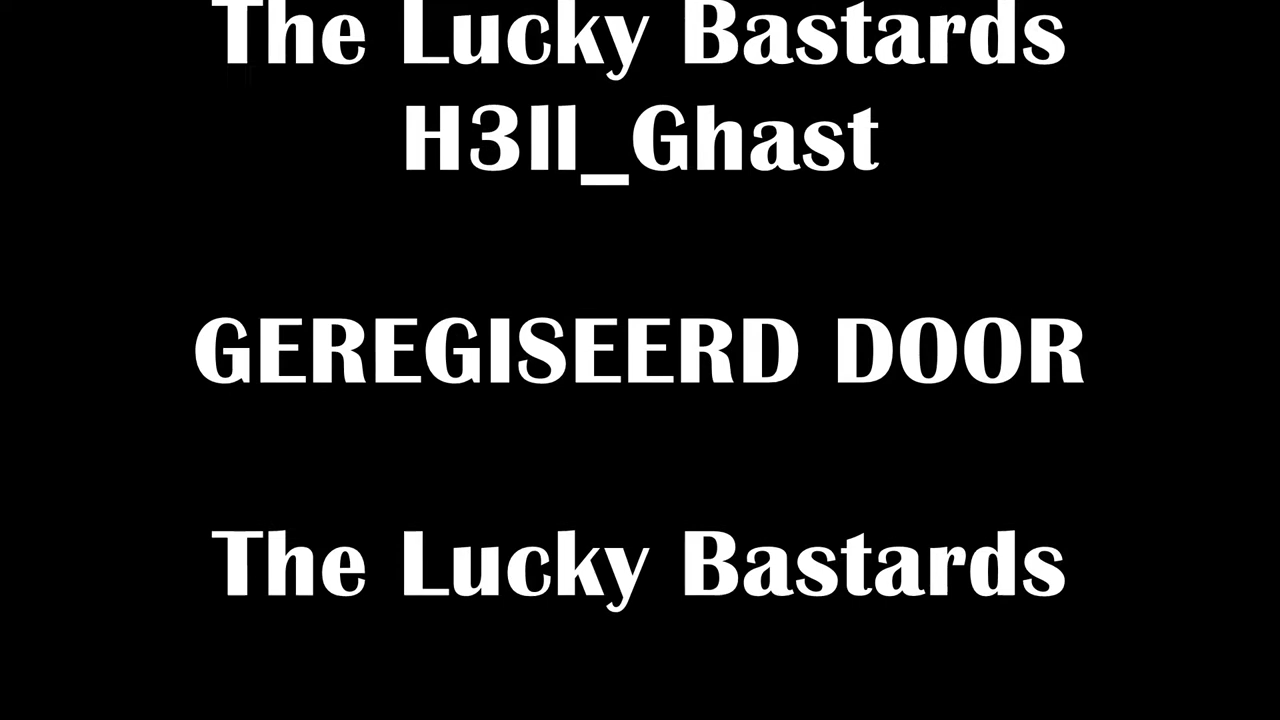 The Lucky Bastards
H3ll_Ghast
GEREGISEERD DOOR
The Lucky Bastards